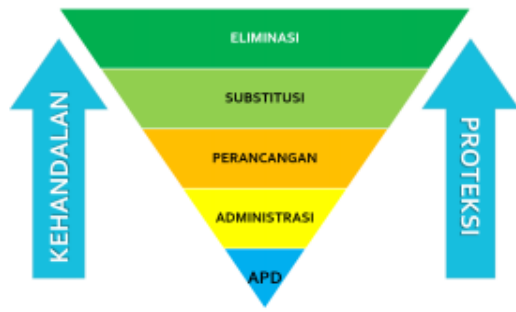 ELIMINASI
SUBSTITUSI
PERANCANGAN
ADMINISTRASI
APD
KEHANDALAN
PROTEKSI